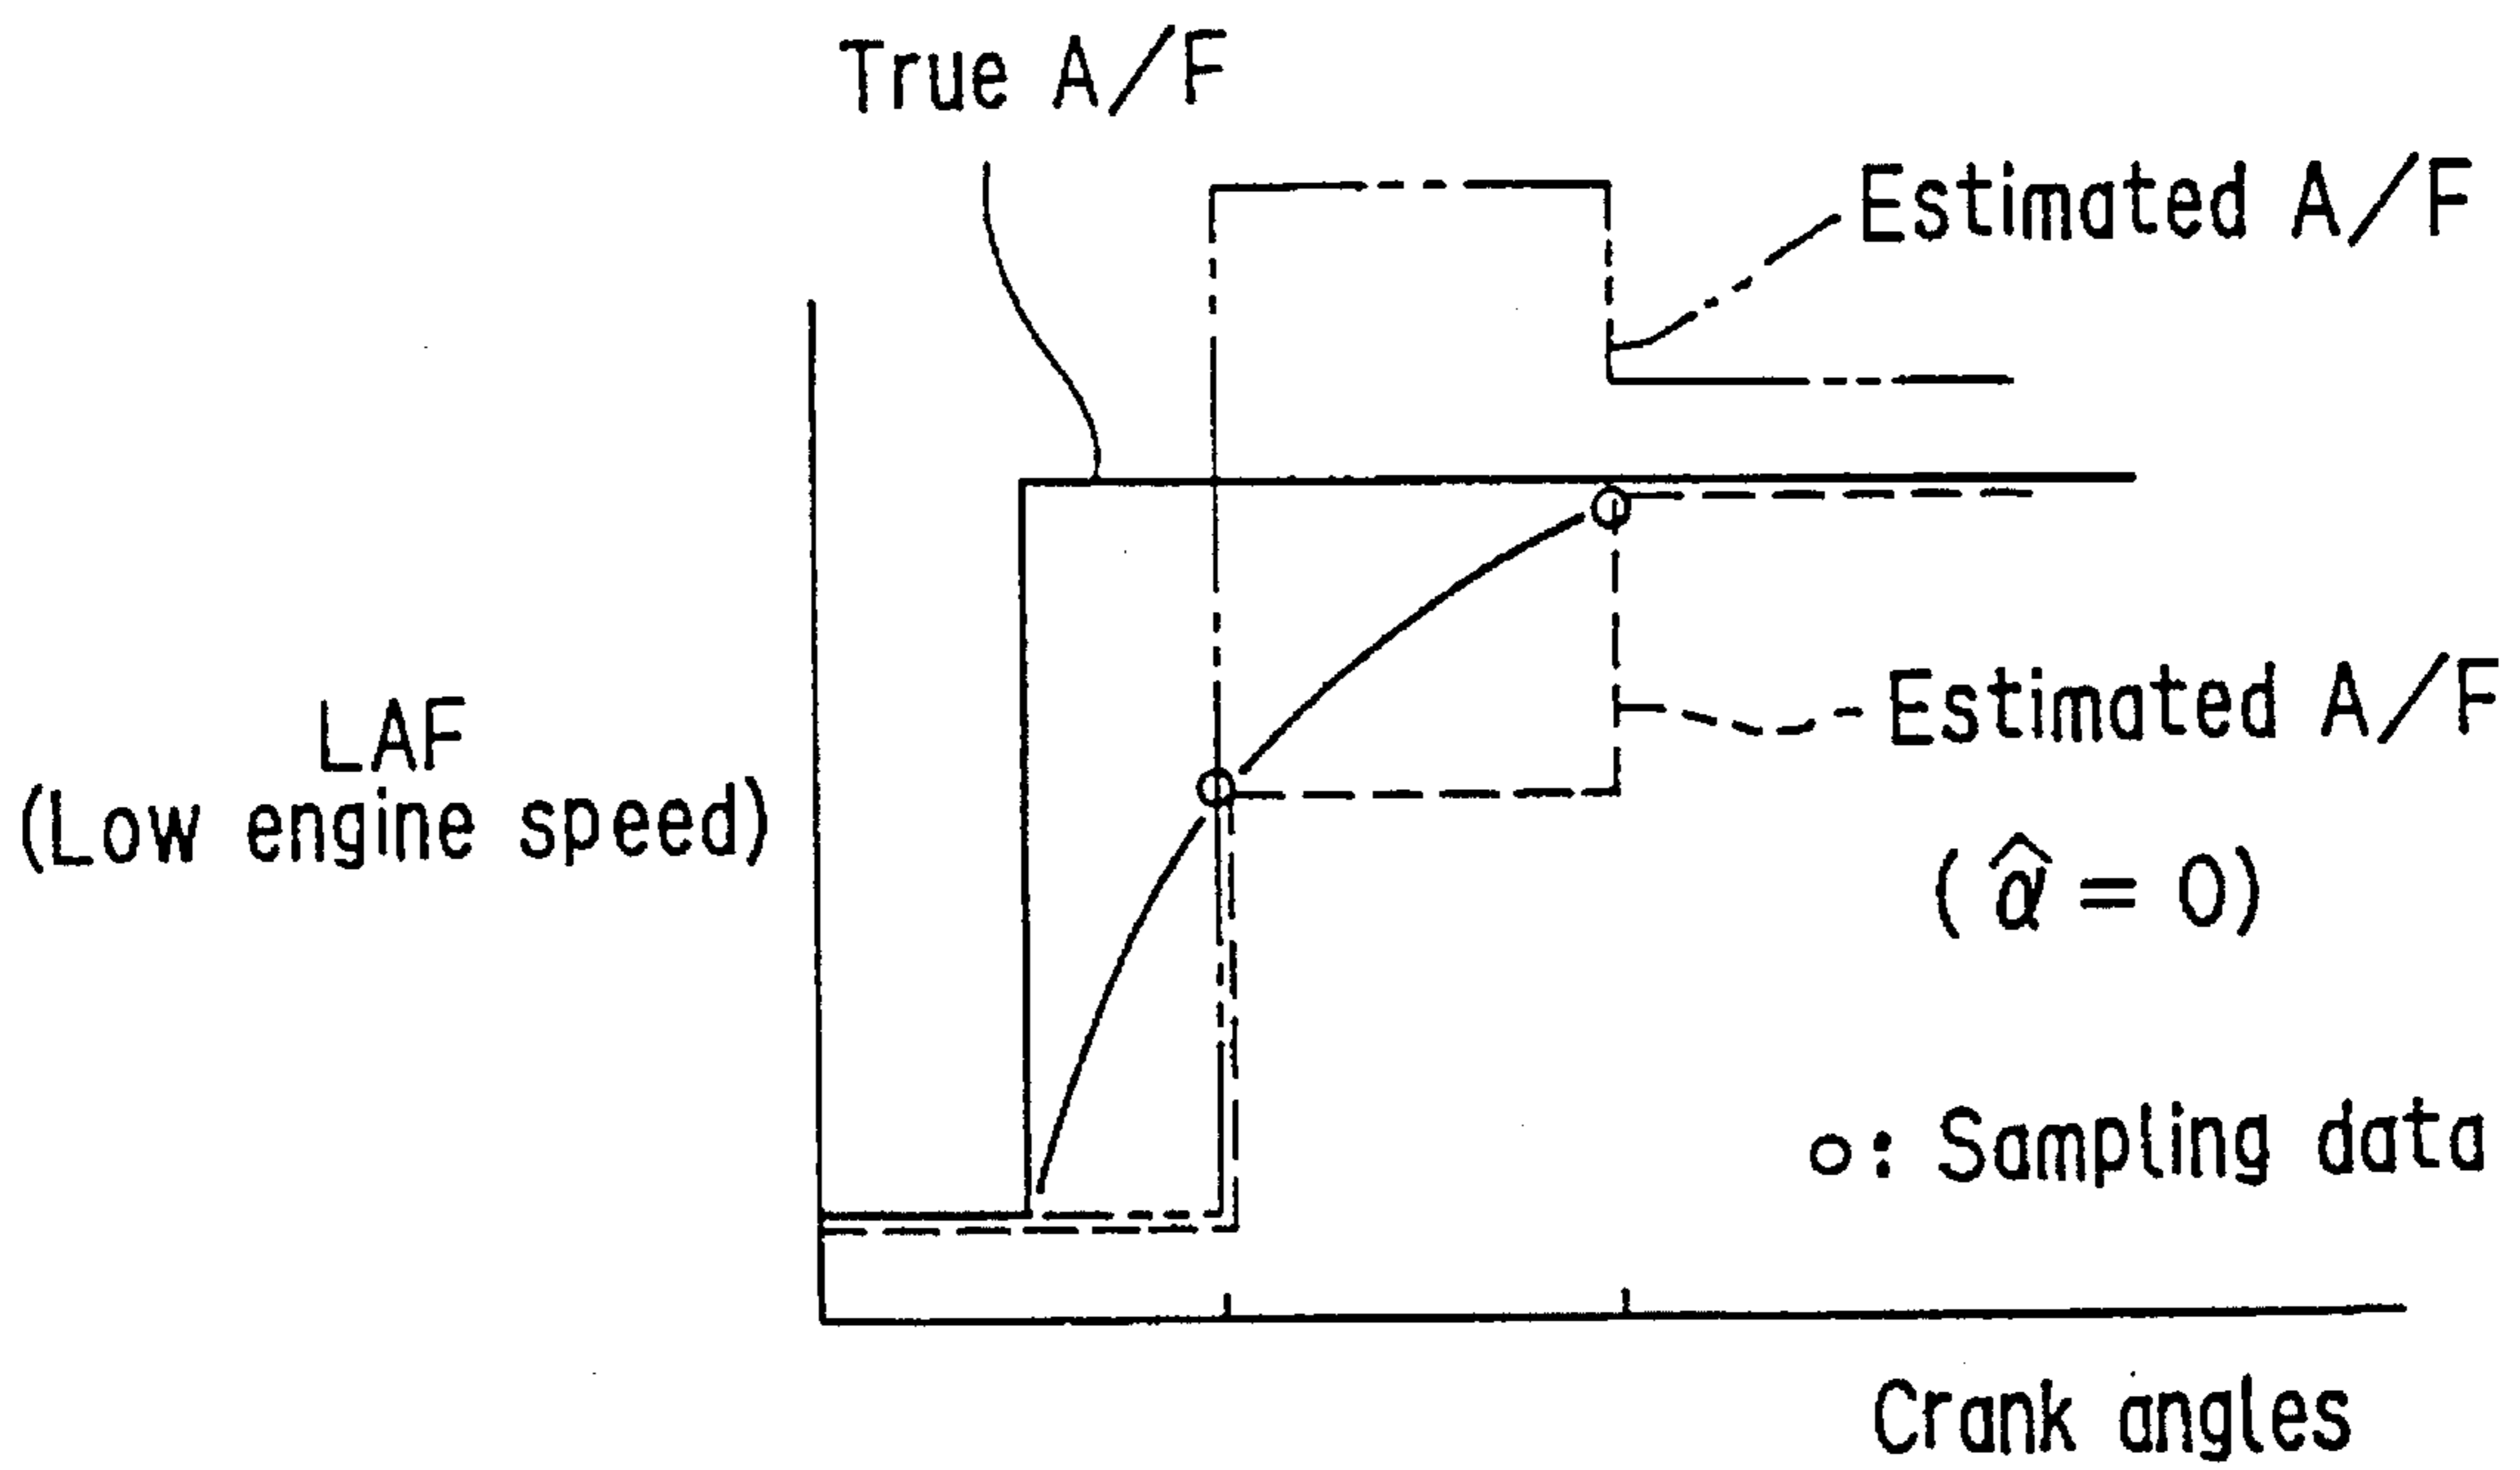 True A/F
Estimated A/F
LAF
(Low engine speed)
Estimated A/F
(α̂ = 0)
o: Sampling data
Crank angles